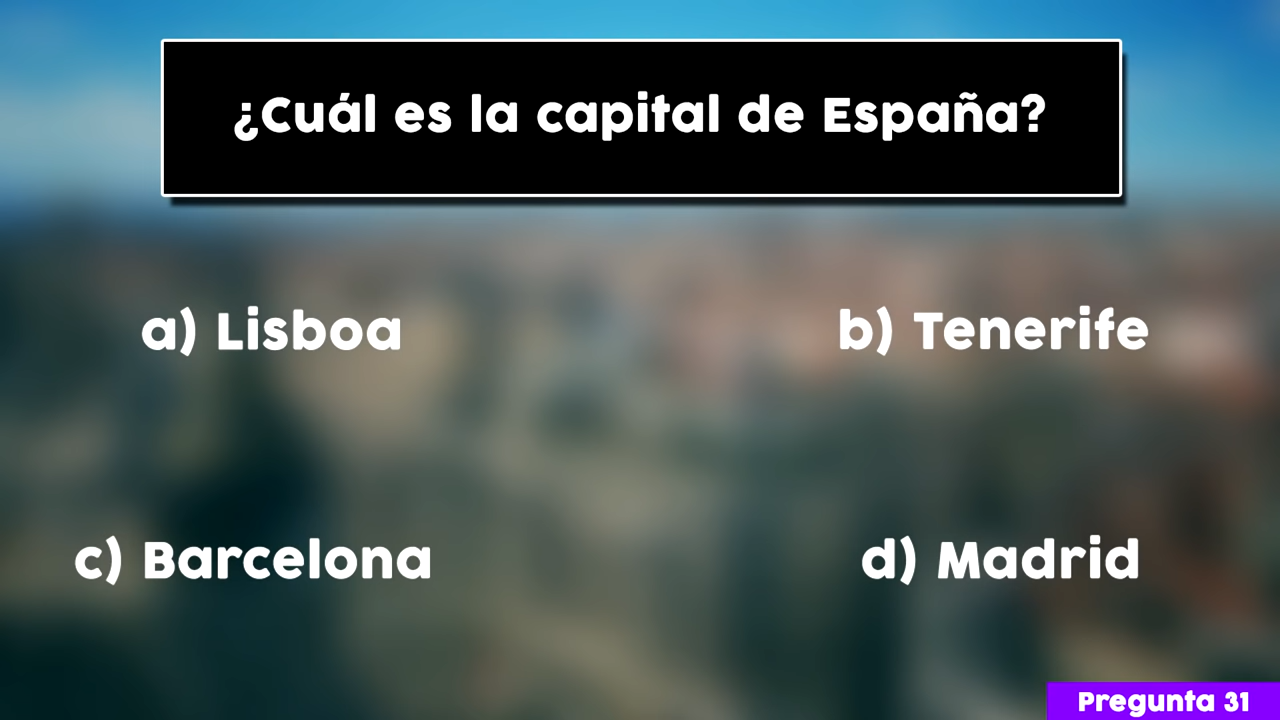 ¿Cuál es la capital de España?
a) Lisboa
b) Tenerife
c) Barcelona
d) Madrid
Pregunta 31